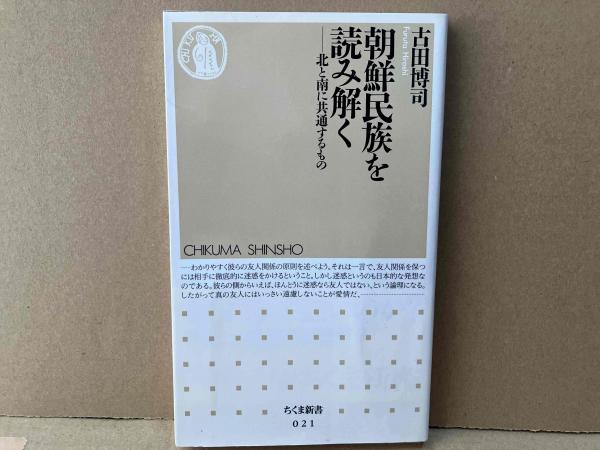 古田博司
Furuta Hiroshi
朝鮮民族を
読み解く
──北と南に共通するもの
CHIKUMA SHINSHO
…わかりやすく彼らの友人関係の原則を述べよう。それは一言で、友人関係を保つ
には相手に徹底的に迷惑をかけるということ。しかし迷惑というのも日本的な発想な
のである。彼らの側からいえば、ほんとうに迷惑なら友人ではない、という論理になる。
したがって真の友人にはいっさい遠慮しないことが愛情だ、…………………
ちくま新書
021